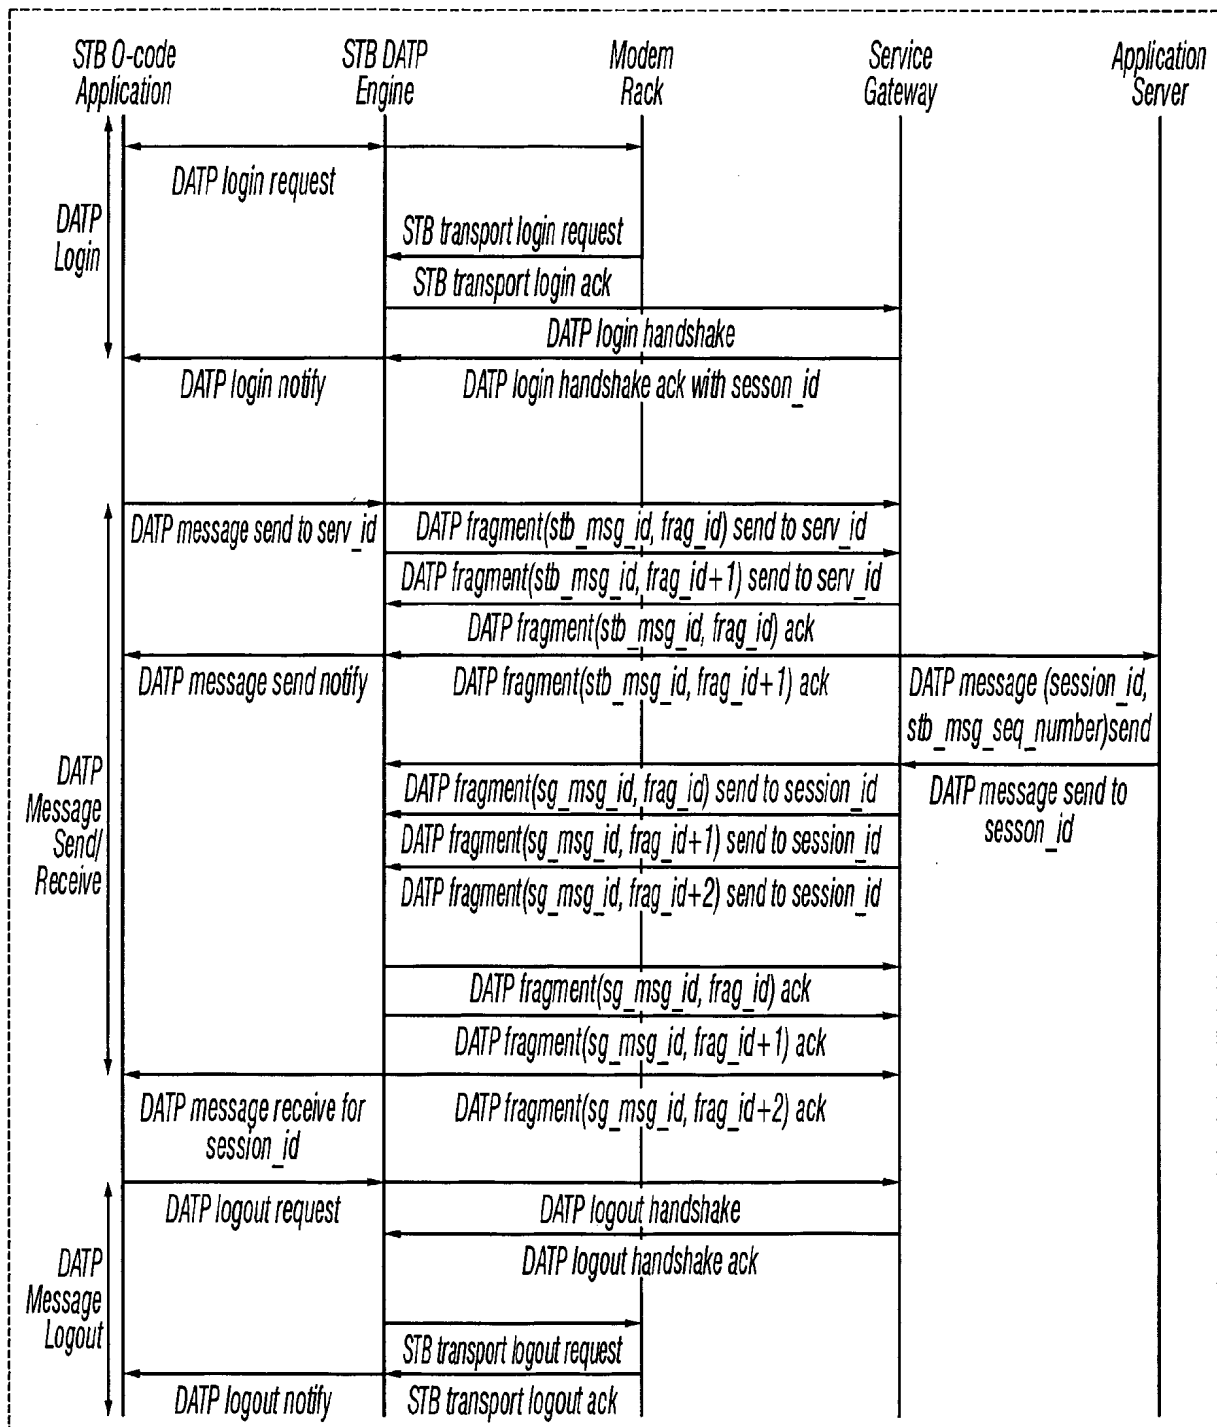 STB O-code
Application
STB DATP
Engine
Modem
Rack
Service
Gateway
Application
Server
DATP login request
DATP
Login
STB transport login request
STB transport login ack
DATP login handshake
DATP login notify
DATP login handshake ack with sesson_id
DATP message send to serv_id
DATP fragment(stb_msg_id, frag_id) send to serv_id
DATP fragment(stb_msg_id, frag_id+1) send to serv_id
DATP fragment(stb_msg_id, frag_id) ack
DATP message send notify
DATP fragment(stb_msg_id, frag_id+1) ack
DATP message (session_id,
stb_msg_seq_number)send
DATP
Message
Send/
Receive
DATP fragment(sg_msg_id, frag_id) send to session_id
DATP message send to
sesson_id
DATP fragment(sg_msg_id, frag_id+1) send to session_id
DATP fragment(sg_msg_id, frag_id+2) send to session_id
DATP fragment(sg_msg_id, frag_id) ack
DATP fragment(sg_msg_id, frag_id+1) ack
DATP message receive for
session_id
DATP fragment(sg_msg_id, frag_id+2) ack
DATP logout request
DATP logout handshake
DATP logout handshake ack
DATP
Message
Logout
STB transport logout request
DATP logout notify
STB transport logout ack